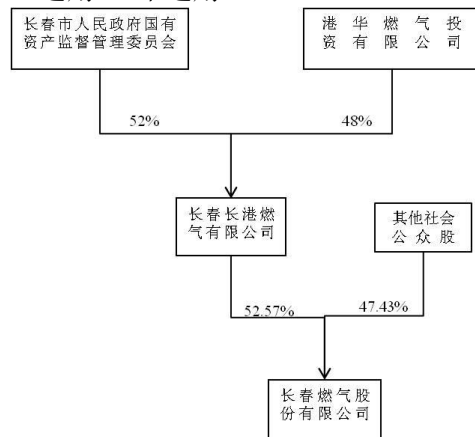 长春市人民政府国有
资产监督管理委员会
港华燃气投
资有限公司
52%
48%
长春长港燃
气有限公司
其他社会
公众股
52.57%
47.43%
长春燃气股
份有限公司